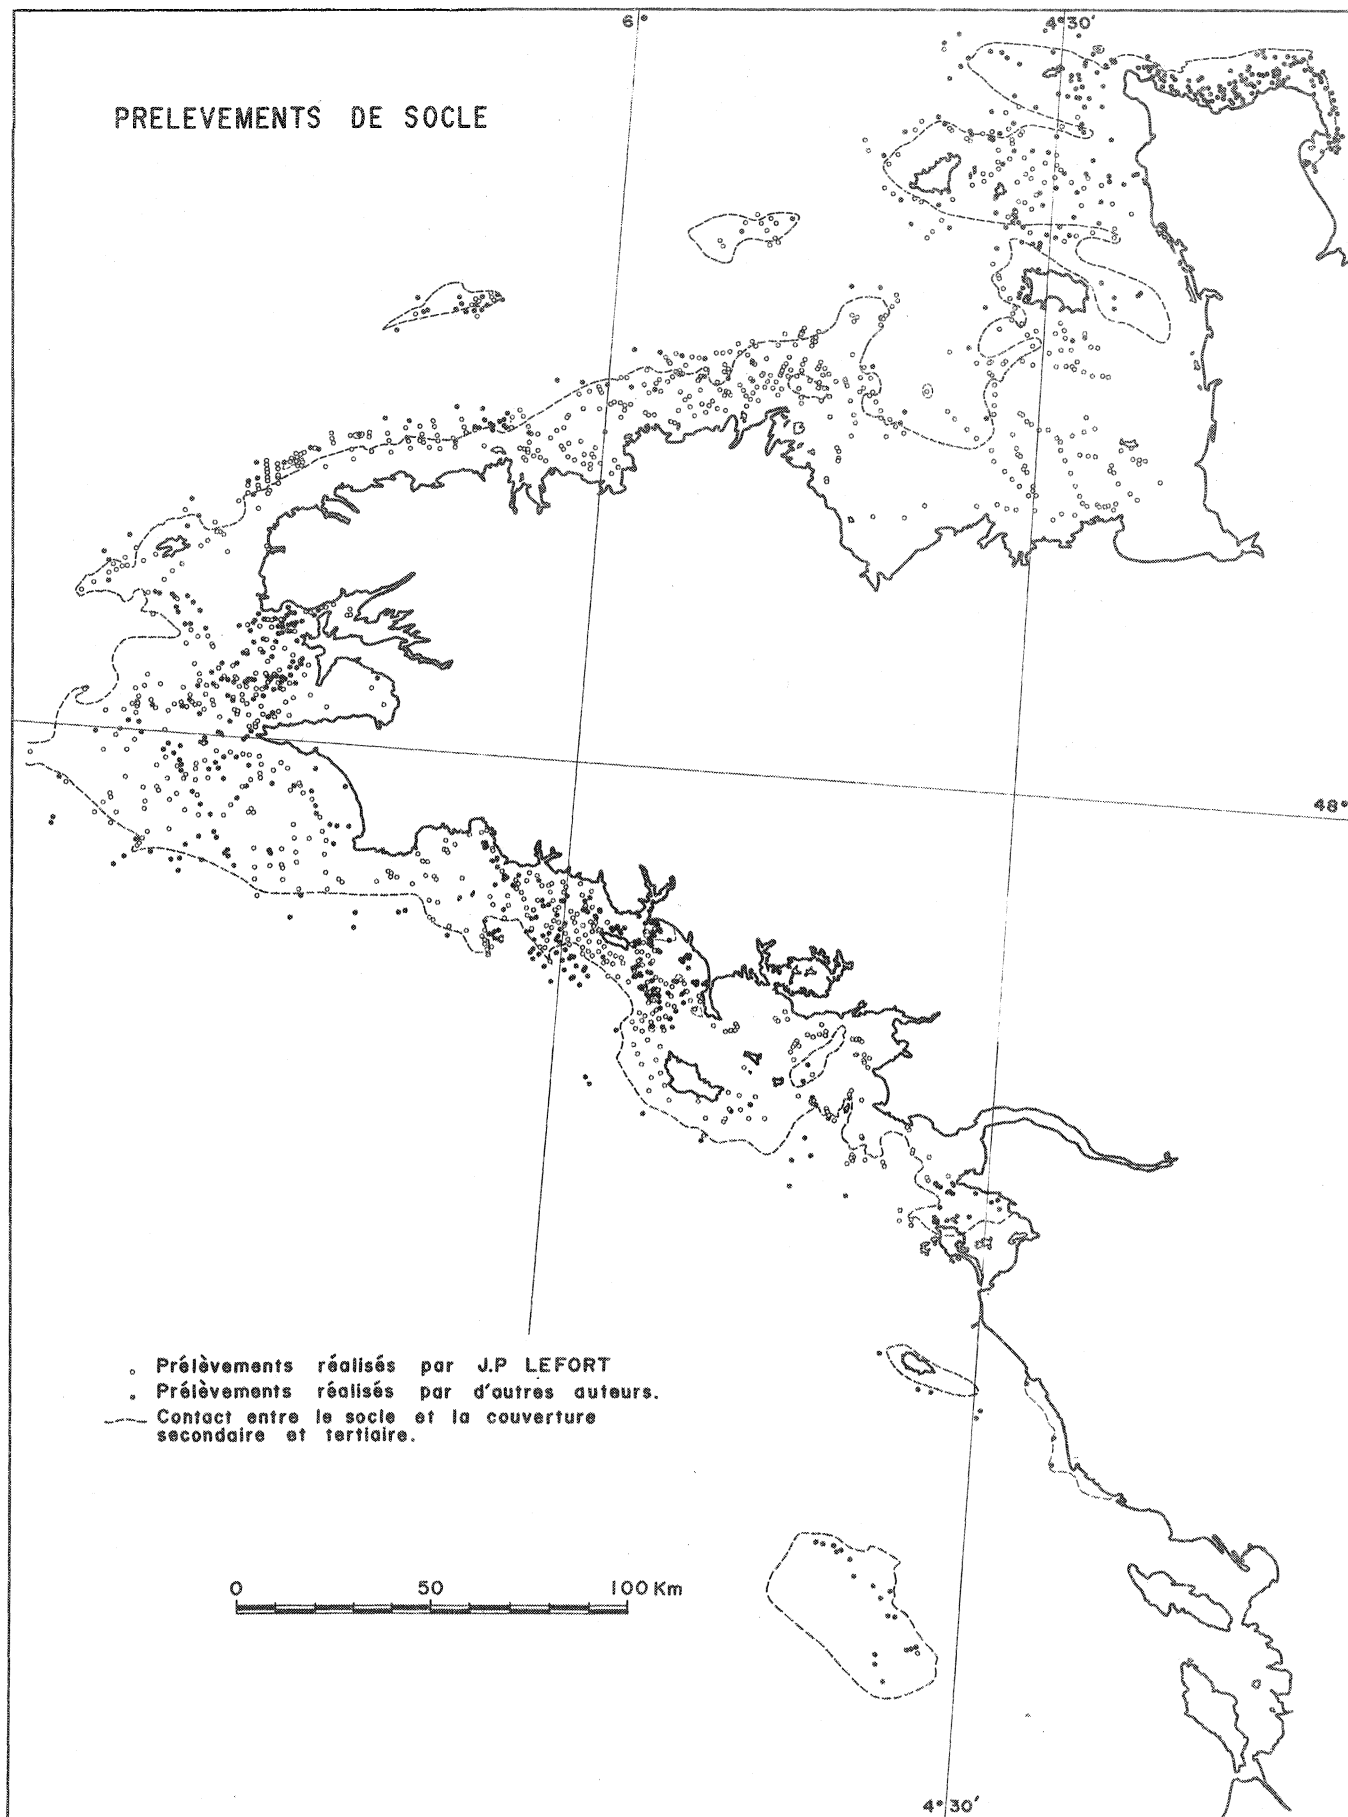 6°
4°30'
PRELEVEMENTS DE SOCLE
48°
Prélèvements réalisés par J.P LEFORT
Prélèvements réalisés par d'autres auteurs.
Contact entre le socle et la couverture
secondaire et tertiaire.
0 50 100 Km
4°30'